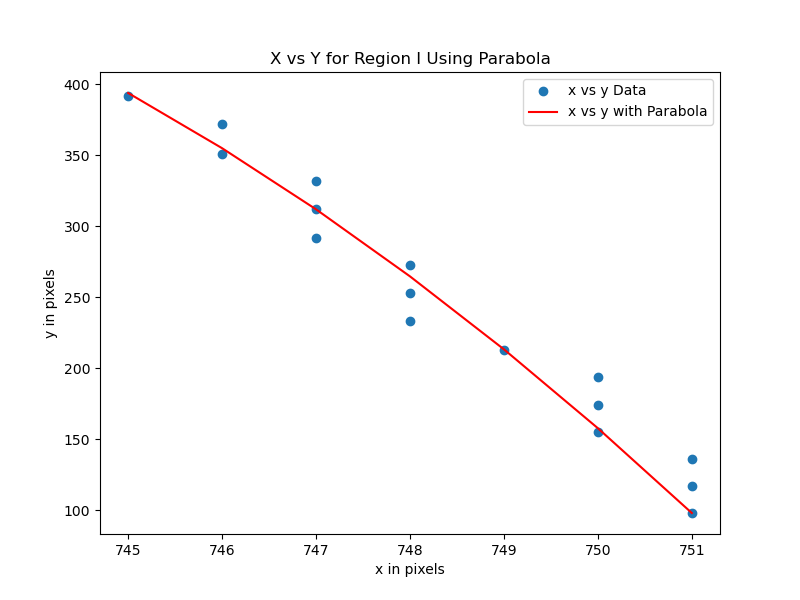 X vs Y for Region I Using Parabola
x vs y Data
x vs y with Parabola
y in pixels
400
350
300
250
200
150
100
745 746 747 748 749 750 751
x in pixels